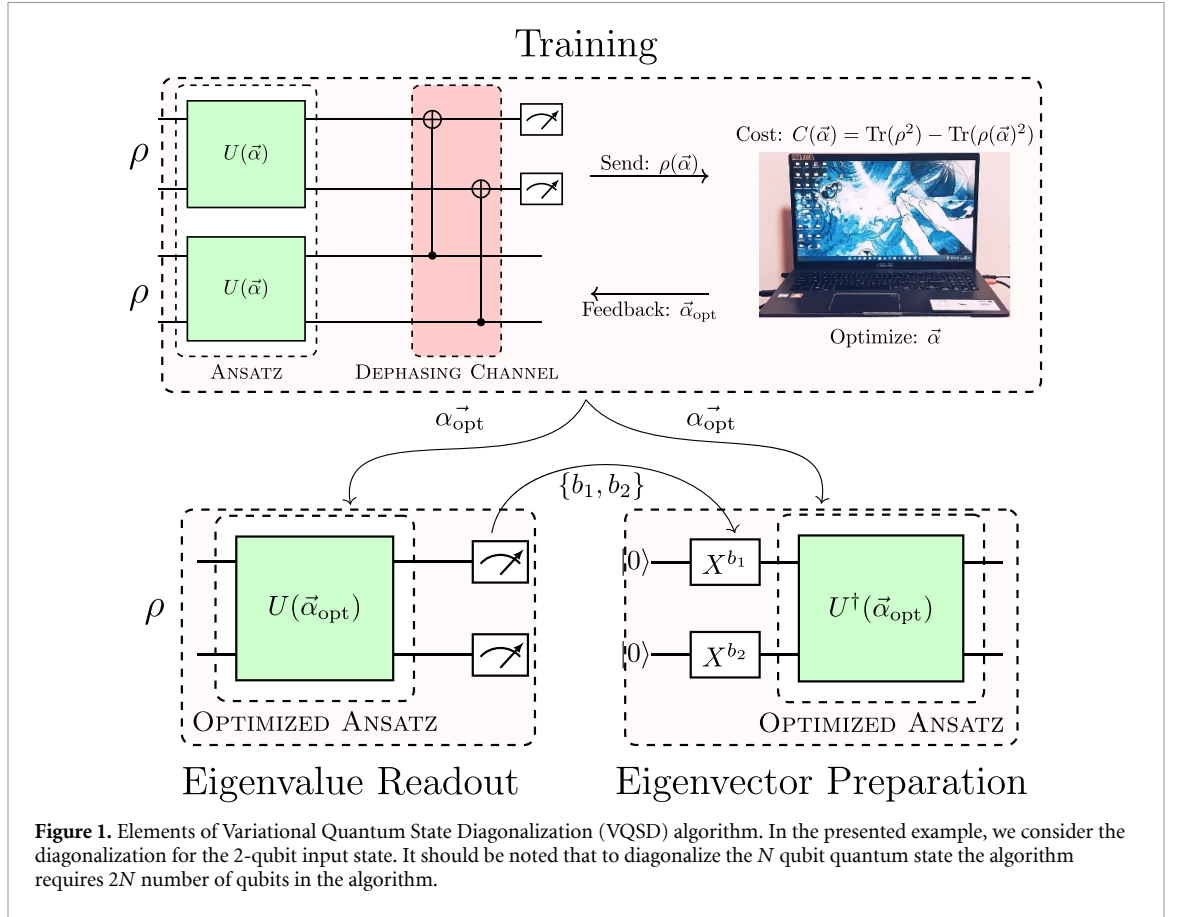 Training
ρ
U(α⃗)
ρ
U(α⃗)
ANSATZ
DEPHASING CHANNEL
Send: ρ(α⃗)
Feedback: α⃗opt
Cost: C(α⃗) = Tr(ρ²) − Tr(ρ(α⃗)²)
Optimize: α⃗
α⃗opt
α⃗opt
{b₁, b₂}
ρ
U(α⃗opt)
OPTIMIZED ANSATZ
Eigenvalue Readout
|0⟩
X^b₁
|0⟩
X^b₂
U†(α⃗opt)
OPTIMIZED ANSATZ
Eigenvector Preparation
Figure 1. Elements of Variational Quantum State Diagonalization (VQSD) algorithm. In the presented example, we consider the
diagonalization for the 2-qubit input state. It should be noted that to diagonalize the N qubit quantum state the algorithm
requires 2N number of qubits in the algorithm.